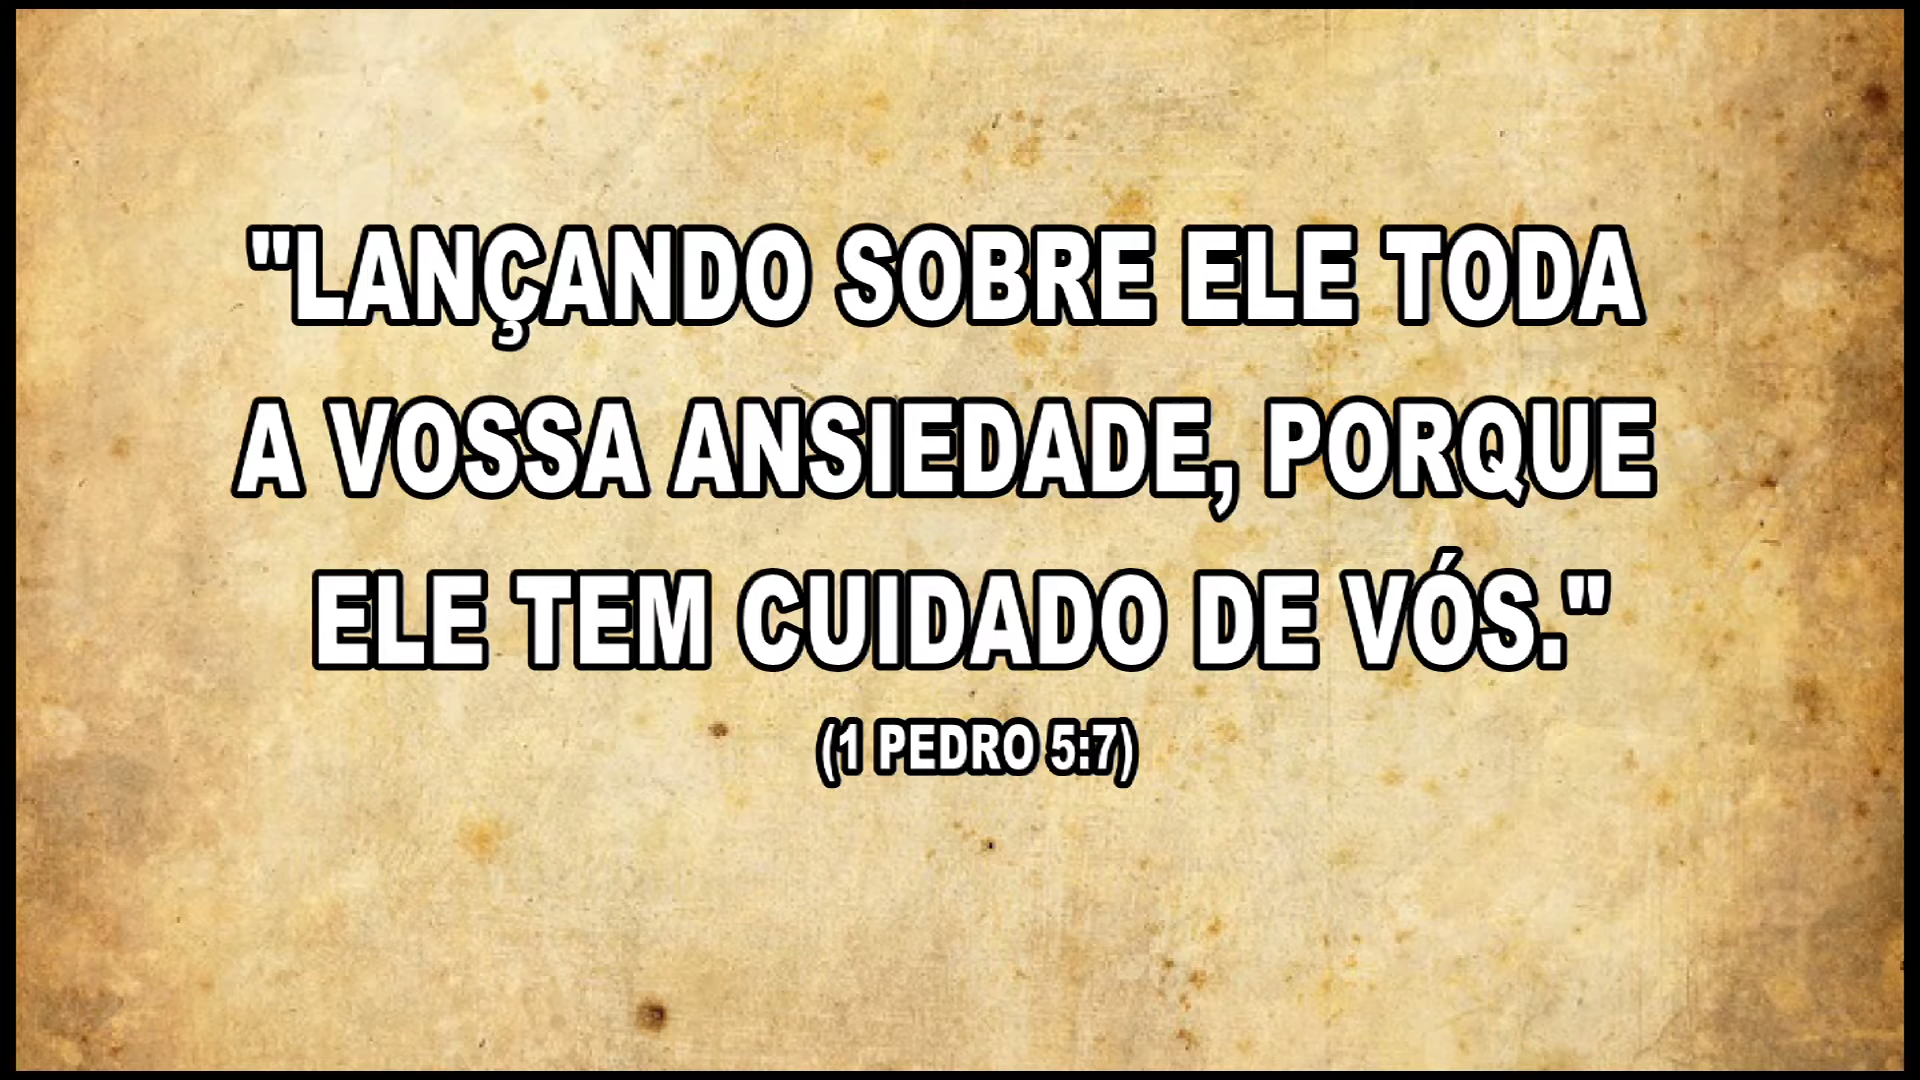 "LANÇANDO SOBRE ELE TODA
A VOSSA ANSIEDADE, PORQUE
ELE TEM CUIDADO DE VÓS."
(1 PEDRO 5:7)